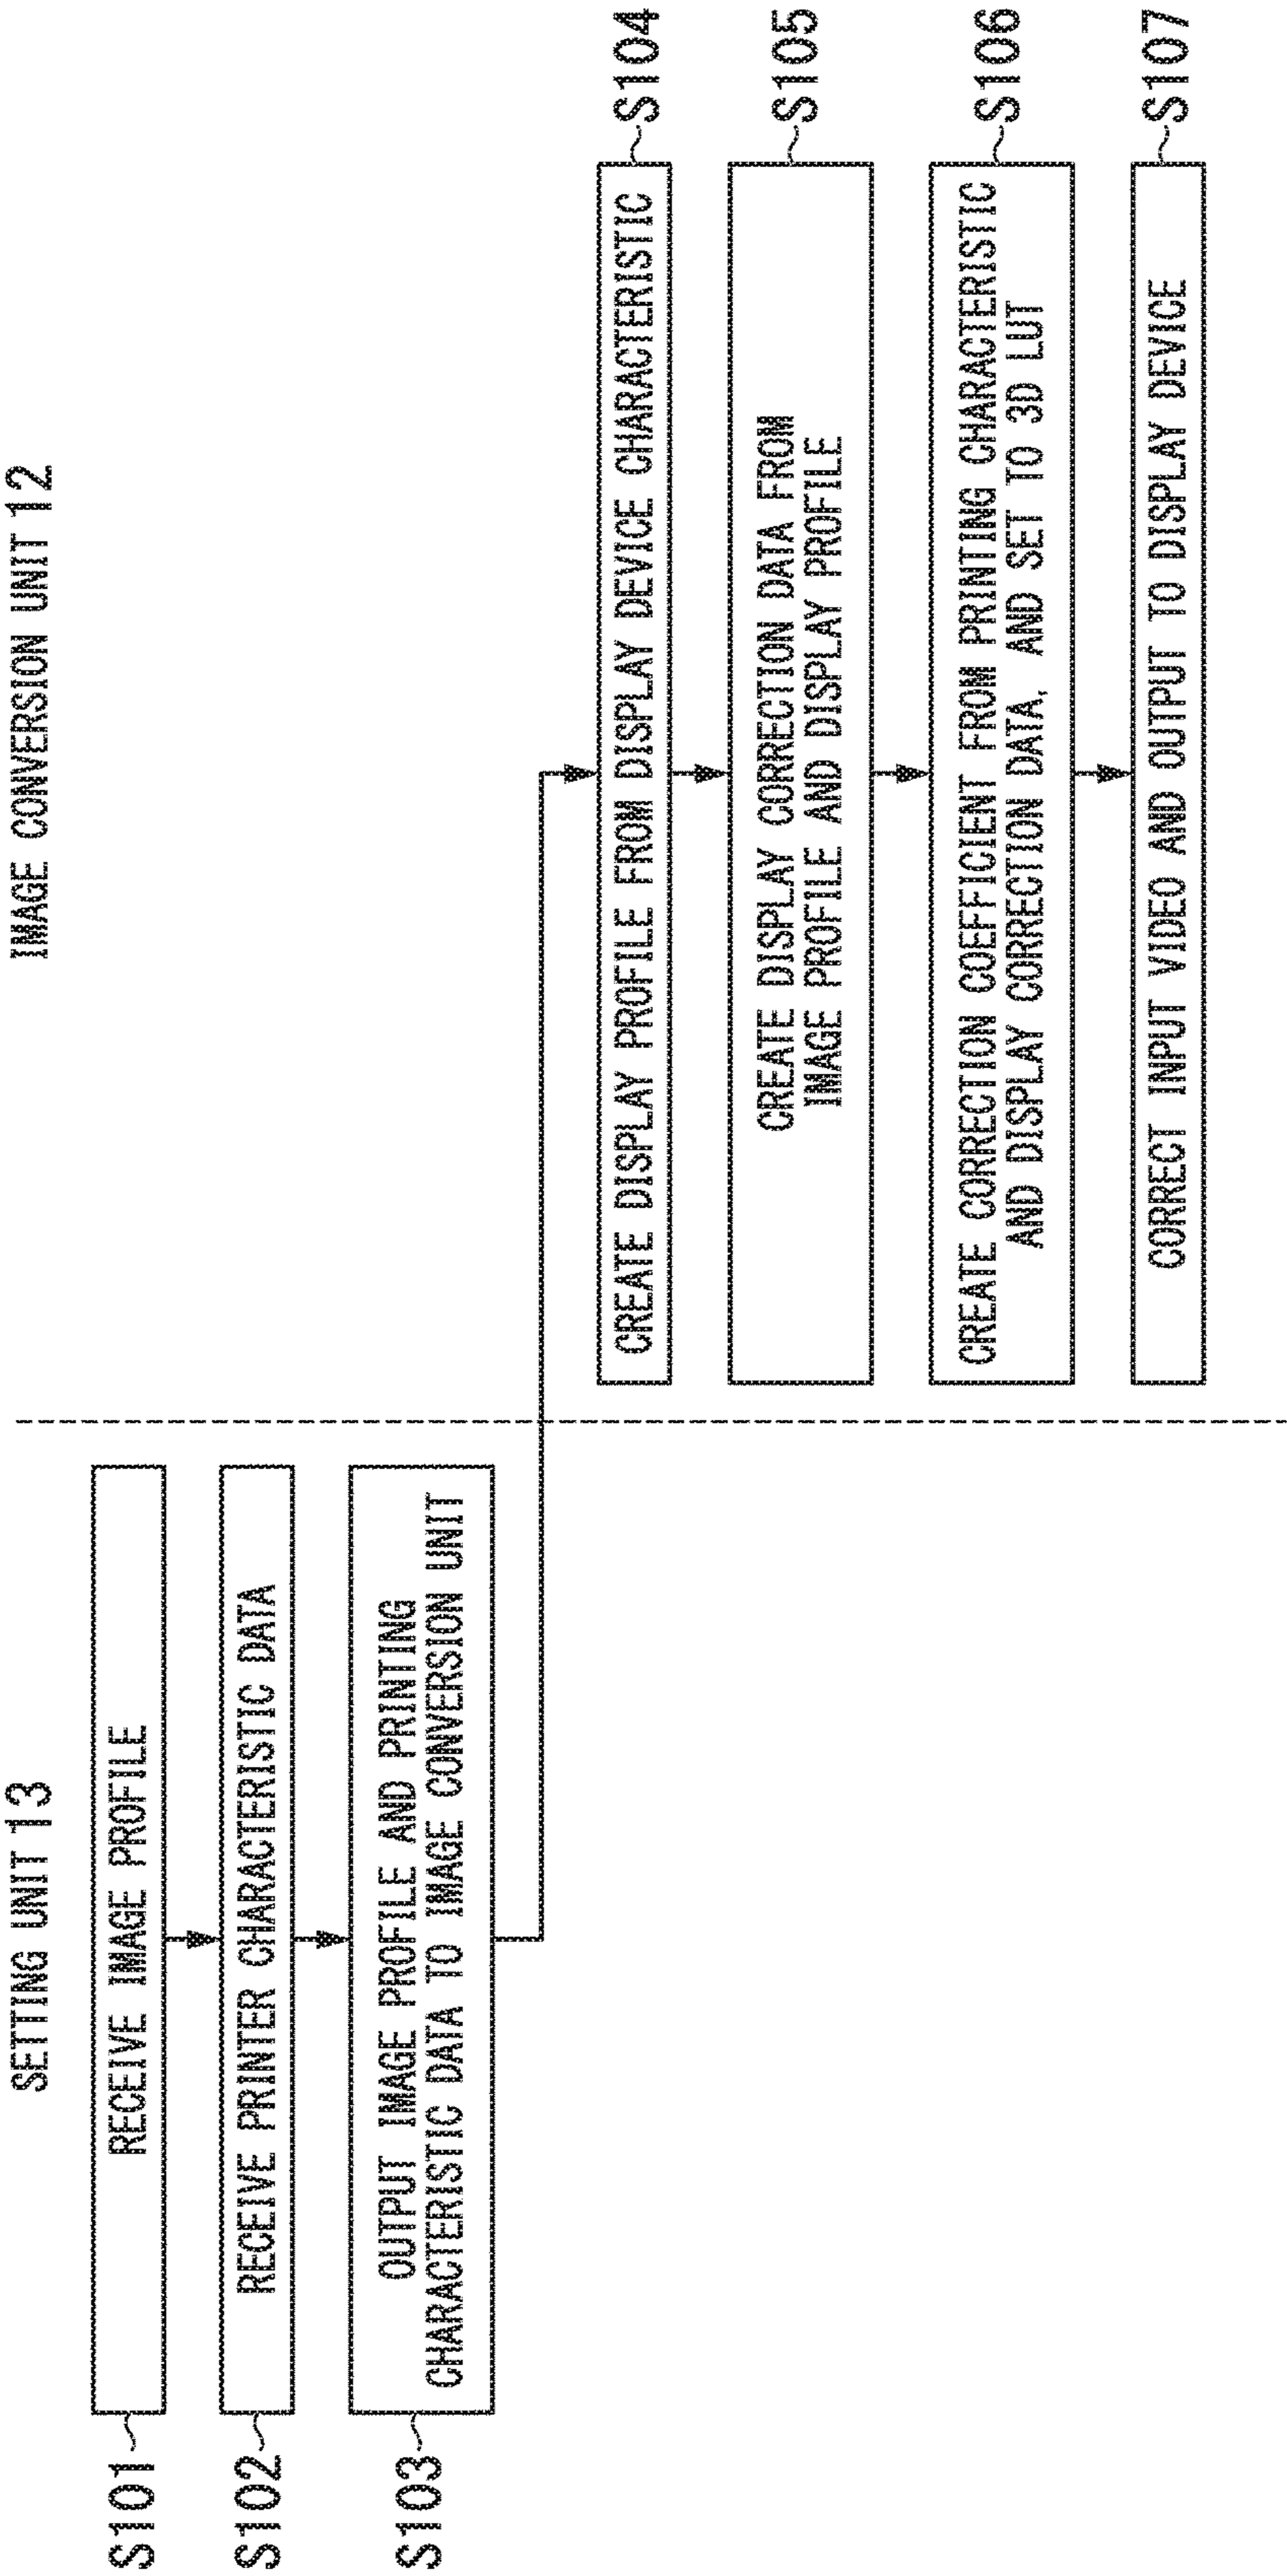 SETTING UNIT 13
S101
RECEIVE IMAGE PROFILE
S102
RECEIVE PRINTER CHARACTERISTIC DATA
S103
OUTPUT IMAGE PROFILE AND PRINTING
CHARACTERISTIC DATA TO IMAGE CONVERSION UNIT
IMAGE CONVERSION UNIT 12
CREATE DISPLAY PROFILE FROM DISPLAY DEVICE CHARACTERISTIC
S104
CREATE DISPLAY CORRECTION DATA FROM
IMAGE PROFILE AND DISPLAY PROFILE
S105
CREATE CORRECTION COEFFICIENT FROM PRINTING CHARACTERISTIC
AND DISPLAY CORRECTION DATA, AND SET TO 3D LUT
S106
CORRECT INPUT VIDEO AND OUTPUT TO DISPLAY DEVICE
S107